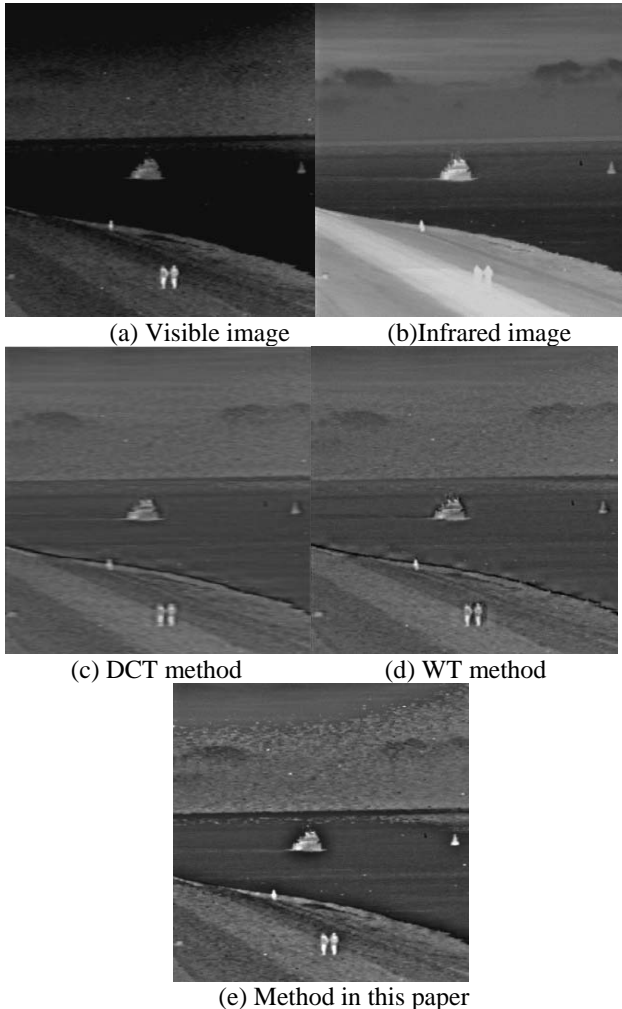 (a) Visible image
(b)Infrared image
(c) DCT method
(d) WT method
(e) Method in this paper